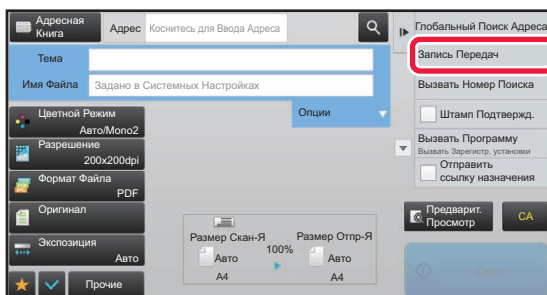 Адресная
Книга
Адрес
Коснитесь для Ввода Адреса
Тема
Имя Файла
Задано в Системных Настройках
Опции
Цветной Режим
Авто/Mono2
Разрешение
200x200dpi
Формат Файла
PDF
Оригинал
Экспозиция
Авто
Прочие
Размер Скан-Я
100%
Размер Отпр-Я
Авто
Авто
A4
A4
Глобальный Поиск Адреса
Запись Передач
Вызвать Номер Поиска
Штамп Подтвержд.
Вызвать Программу
Вызвать Зарегистр. установки
Отправить
ссылку назначения
Предварит.
Просмотр
CA
Старт